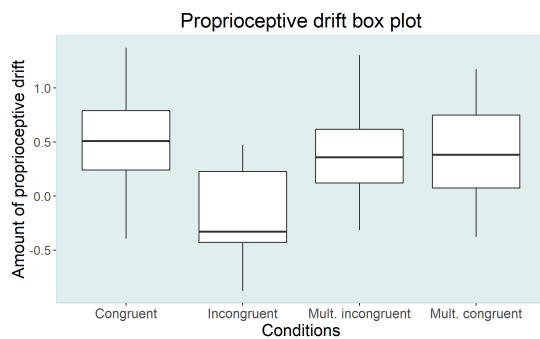 Proprioceptive drift box plot
Amount of proprioceptive drift
1.0
0.5
0.0
-0.5
Congruent
Incongruent
Mult. incongruent
Mult. congruent
Conditions